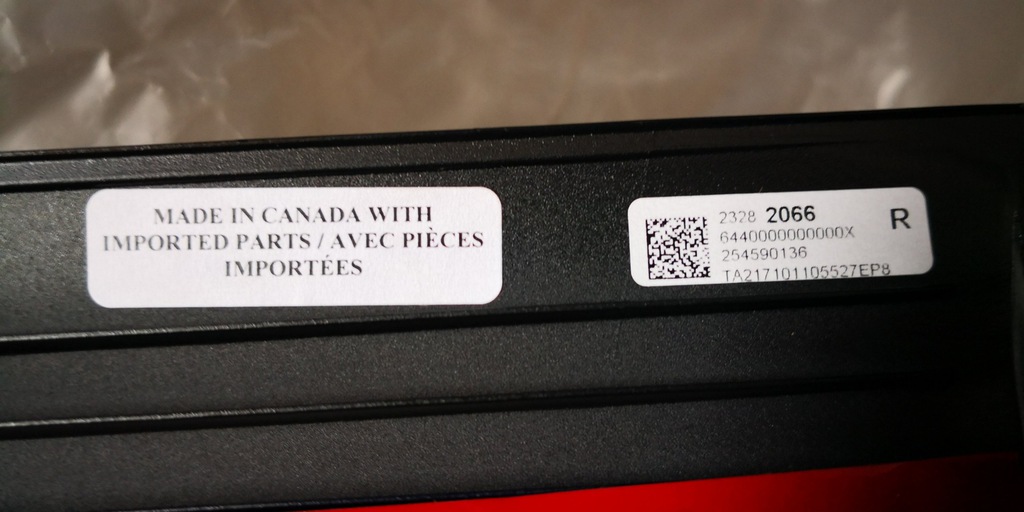 MADE IN CANADA WITH
IMPORTED PARTS / AVEC PIÈCES
IMPORTÉES
2328 2066 R
6440000000000X
254590136
TA217101105527EP8